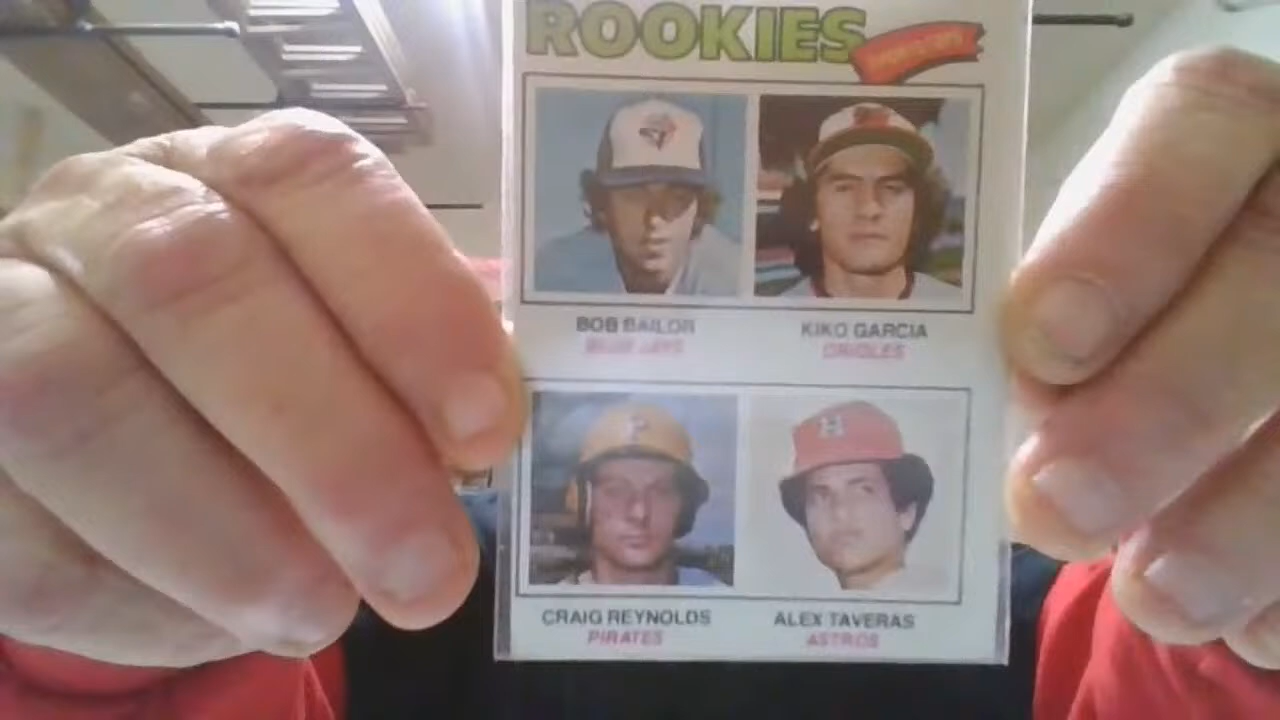 ROOKIES
BOB BAILOR KIKO GARCIA
BLUE JAYS ORIOLES
P H
CRAIG REYNOLDS ALEX TAVERAS
PIRATES ASTROS